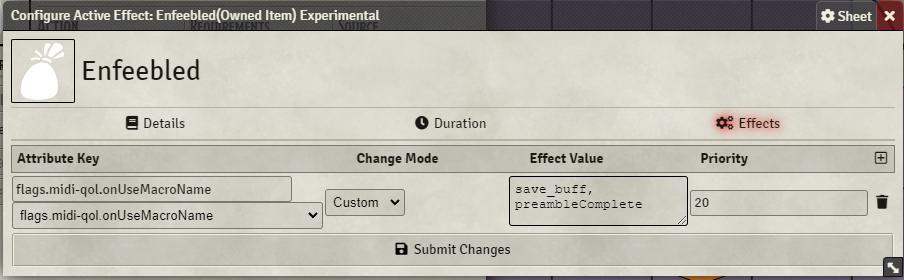 Configure Active Effect: Enfeebled(Owned Item) Experimental
Sheet
Enfeebled
Details
Duration
Effects
Attribute Key
Change Mode
Effect Value
Priority
flags.midi-qol.onUseMacroName
flags.midi-qol.onUseMacroName
Custom
save_buff,
preambleComplete
20
Submit Changes